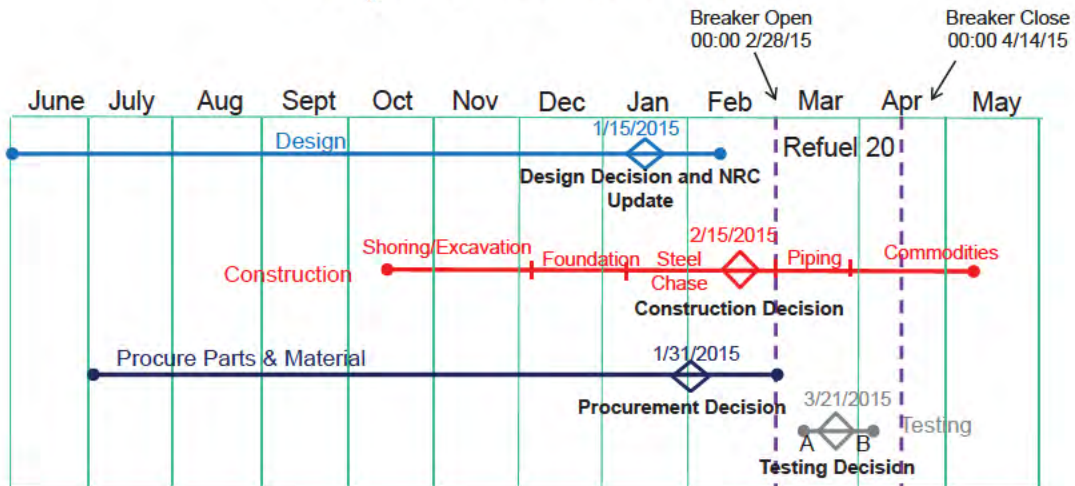 Breaker Open
00:00 2/28/15
Breaker Close
00:00 4/14/15
June July Aug Sept Oct Nov Dec Jan Feb Mar Apr May
Design
1/15/2015
Refuel 20
Design Decision and NRC
Update
Construction
Shoring/Excavation
Foundation
Steel
Chase
2/15/2015
Piping
Commodities
Construction Decision
Procure Parts & Material
1/31/2015
Procurement Decision
3/21/2015
Testing
A B
Testing Decision